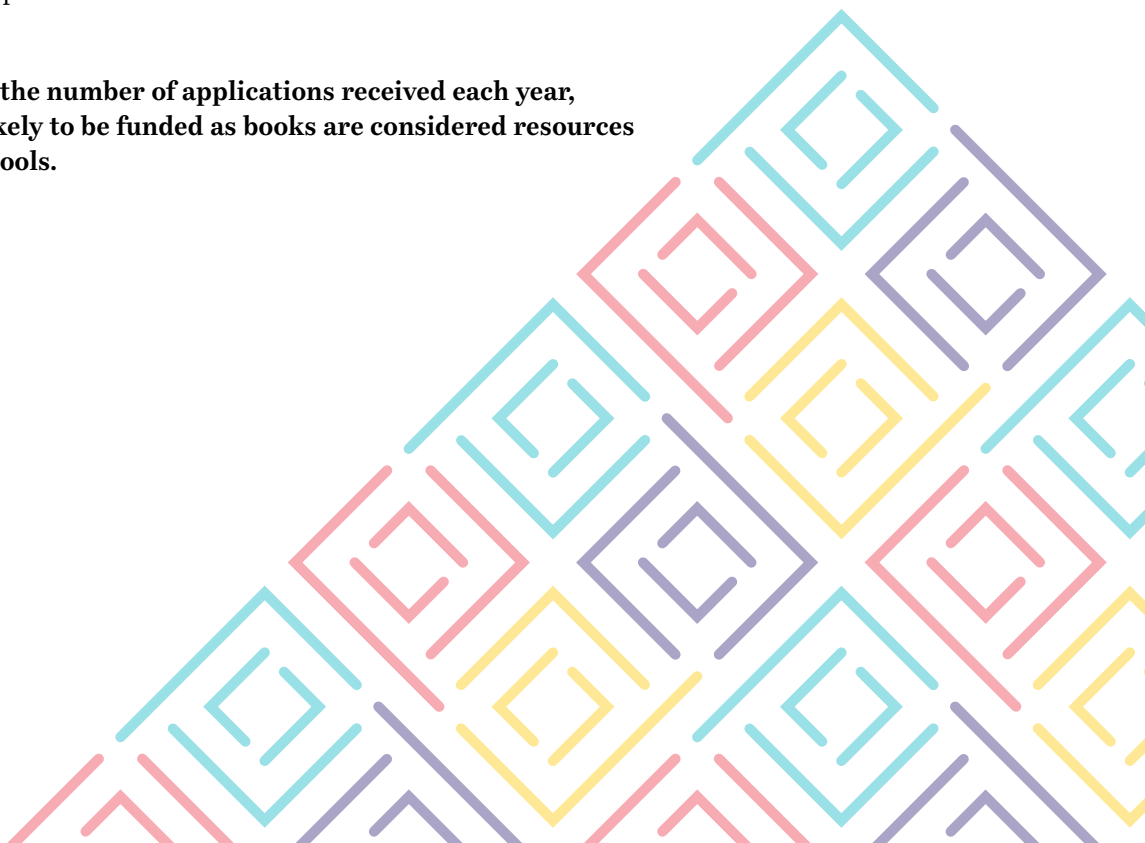 the number of applications received each year,
kely to be funded as books are considered resources
ools.